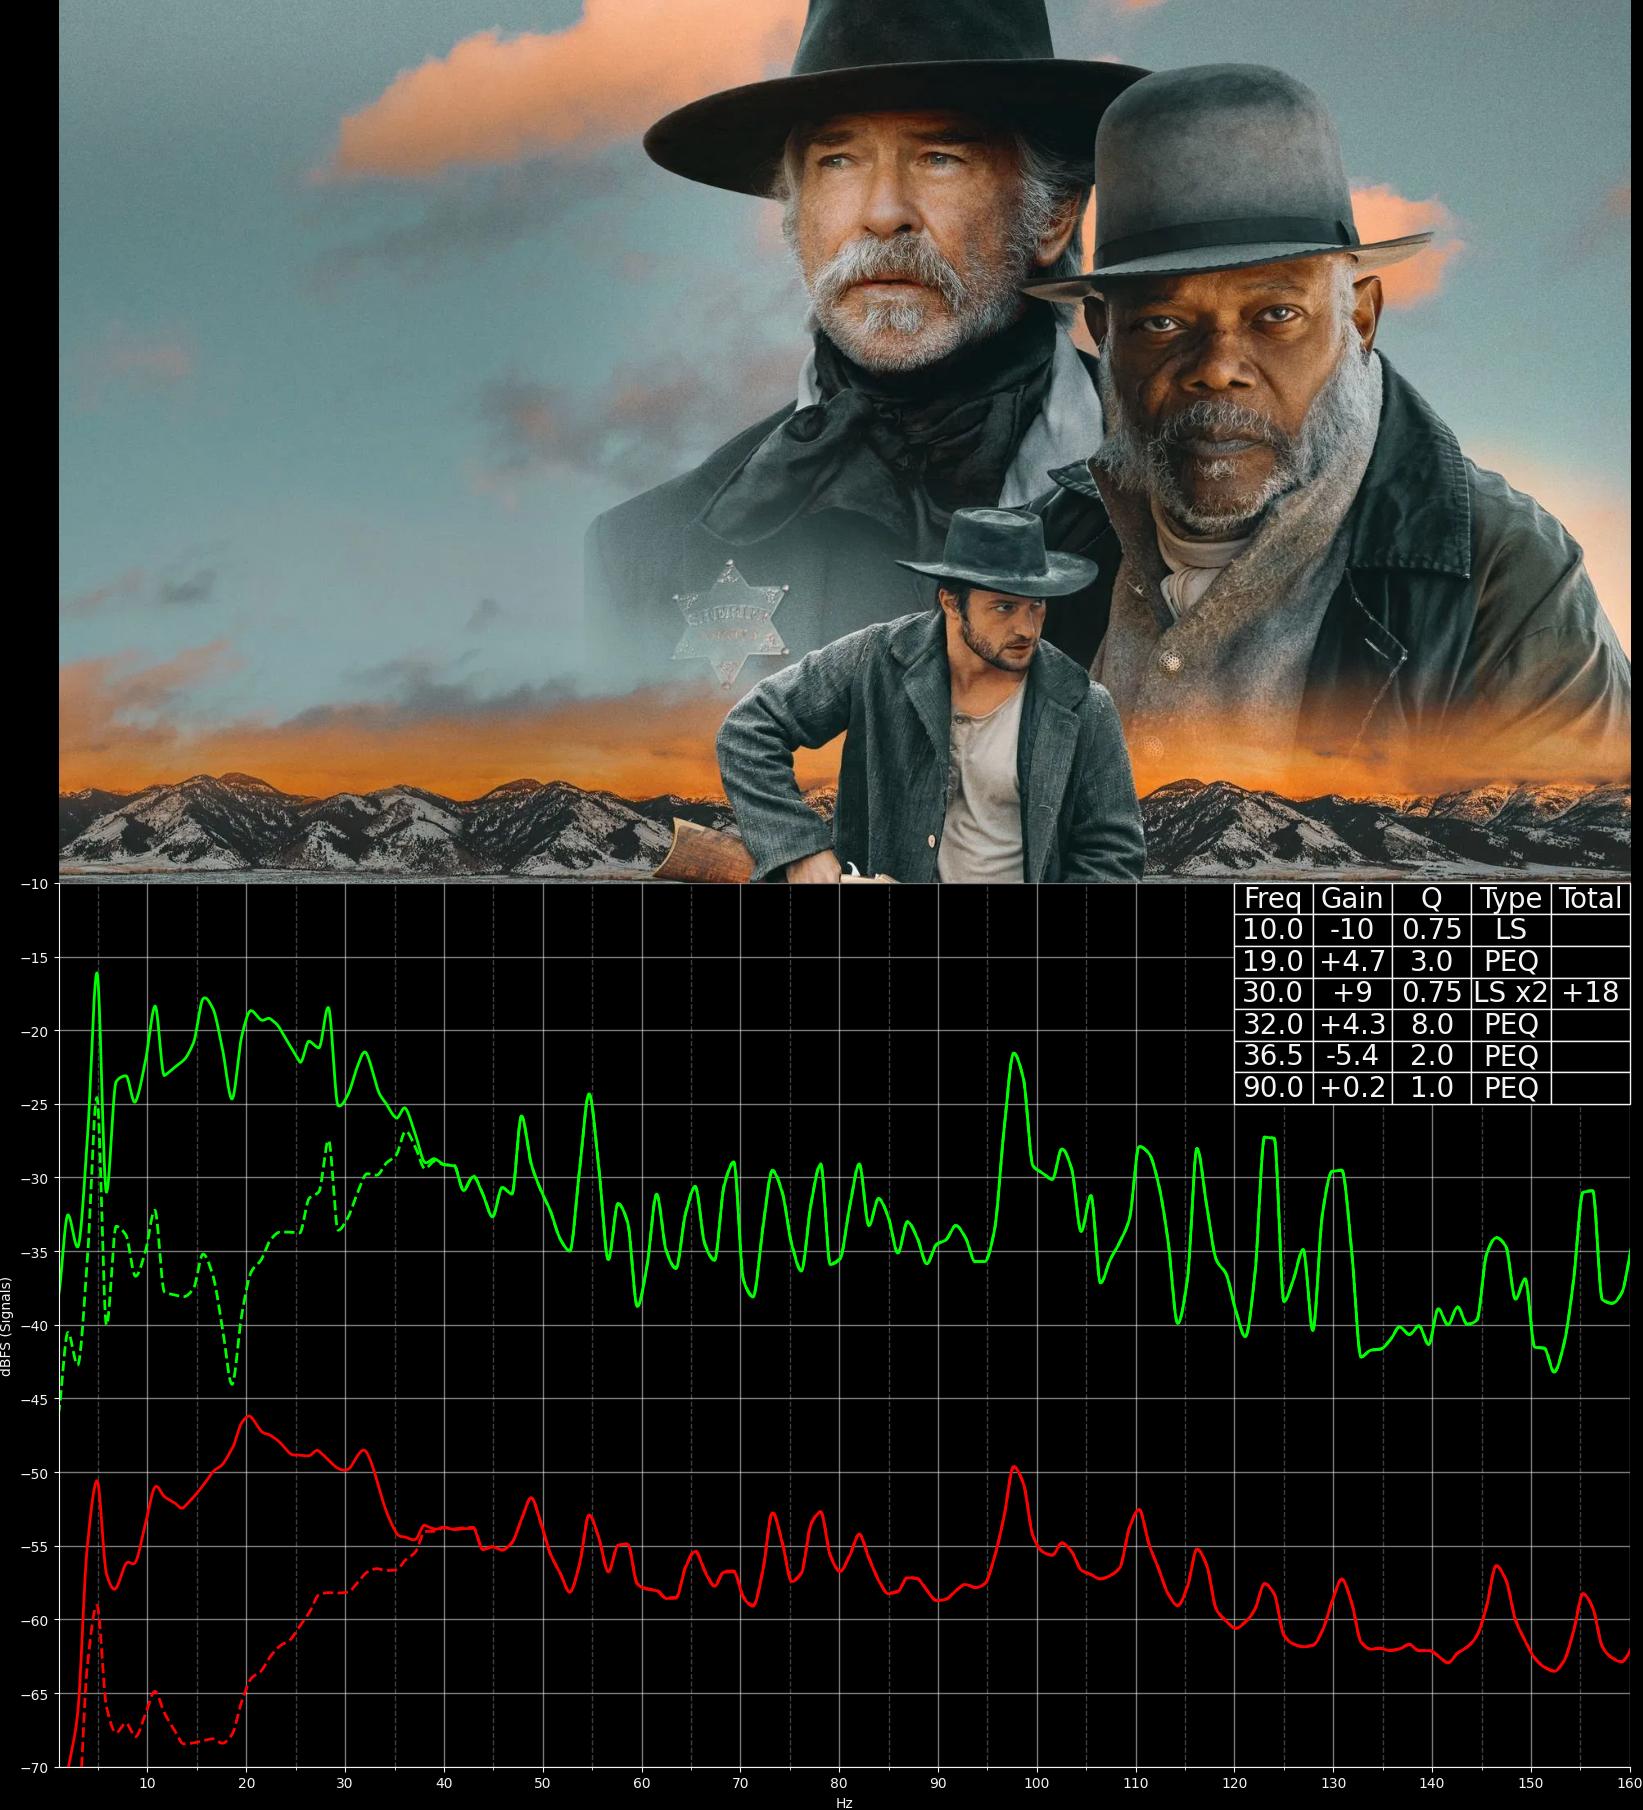 SHERIFF
−10
−15
−20
−25
−30
−35
−40
−45
−50
−55
−60
−65
−70
dBFS (Signals)
Freq Gain Q Type Total
10.0 -10 0.75 LS
19.0 +4.7 3.0 PEQ
30.0 +9 0.75 LS x2 +18
32.0 +4.3 8.0 PEQ
36.5 -5.4 2.0 PEQ
90.0 +0.2 1.0 PEQ
10 20 30 40 50 60 70 80 90 100 110 120 130 140 150 160
Hz